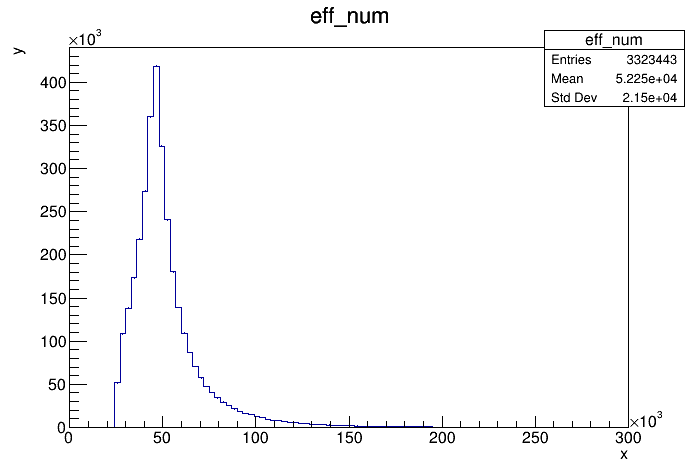 eff_num
×10³
y
eff_num
Entries 3323443
Mean 5.225e+04
Std Dev 2.15e+04
400
350
300
250
200
150
100
50
0
0 50 100 150 200 250 300
×10³
x